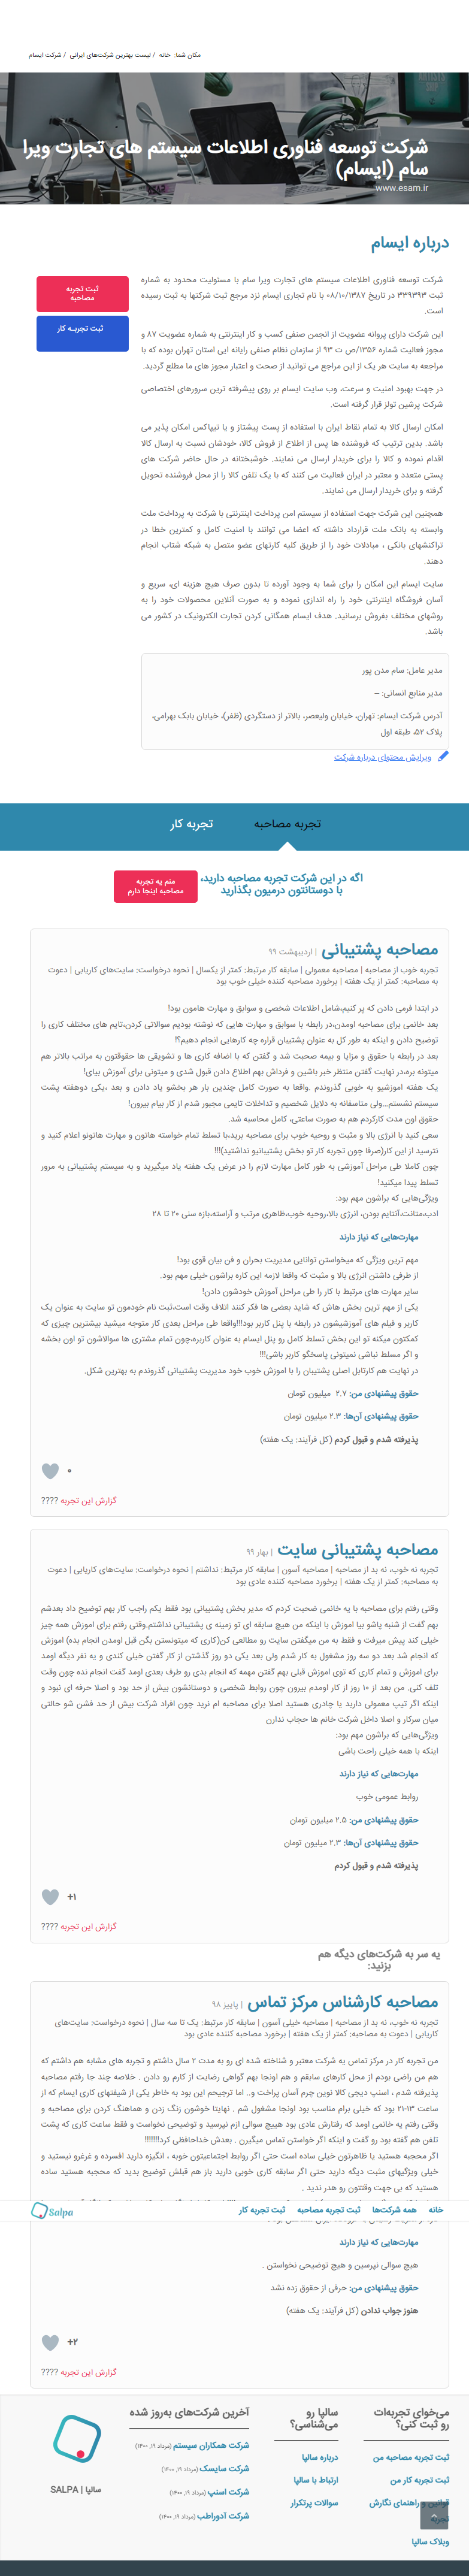 مکان شما: خانه / لیست بهترین شرکت‌های ایرانی / شرکت ایسام
شرکت توسعه فناوری اطلاعات سیستم های تجارت ویرا
سام (ایسام)
www.esam.ir
درباره ایسام
ثبت تجربه
مصاحبه
ثبت تجربـه کار
شرکت توسعه فناوری اطلاعات سیستم های تجارت ویرا سام با مسئولیت محدود به شماره
ثبت ۳۳۹۳۹۳ در تاریخ ۰۸/۱۰/۱۳۸۷ با نام تجاری ایسام نزد مرجع ثبت شرکتها به ثبت رسیده
است.
این شرکت دارای پروانه عضویت از انجمن صنفی کسب و کار اینترنتی به شماره عضویت ۸۷ و
مجوز فعالیت شماره ۱۳۵۶/ص ت ۹۳ از سازمان نظام صنفی رایانه ایی استان تهران بوده که با
مراجعه به سایت هر یک از این مراجع می توانید از صحت و اعتبار مجوز های ما مطلع گردید.
در جهت بهبود امنیت و سرعت، وب سایت ایسام بر روی پیشرفته ترین سرورهای اختصاصی
شرکت پرشین تولز قرار گرفته است.
امکان ارسال کالا به تمام نقاط ایران با استفاده از پست پیشتاز و یا تیپاکس امکان پذیر می
باشد. بدین ترتیب که فروشنده ها پس از اطلاع از فروش کالا، خودشان نسبت به ارسال کالا
اقدام نموده و کالا را برای خریدار ارسال می نمایند. خوشبختانه در حال حاضر شرکت های
پستی متعدد و معتبر در ایران فعالیت می کنند که با یک تلفن کالا را از محل فروشنده تحویل
گرفته و برای خریدار ارسال می نمایند.
همچنین این شرکت جهت استفاده از سیستم امن پرداخت اینترنتی با شرکت به پرداخت ملت
وابسته به بانک ملت قرارداد داشته که اعضا می توانند با امنیت کامل و کمترین خطا در
تراکنشهای بانکی ، مبادلات خود را از طریق کلیه کارتهای عضو متصل به شبکه شتاب انجام
دهند.
سایت ایسام این امکان را برای شما به وجود آورده تا بدون صرف هیچ هزینه ای، سریع و
آسان فروشگاه اینترنتی خود را راه اندازی نموده و به صورت آنلاین محصولات خود را به
روشهای مختلف بفروش برسانید. هدف ایسام همگانی کردن تجارت الکترونیک در کشور می
باشد.
مدیر عامل: سام مدن پور
مدیر منابع انسانی: –
آدرس شرکت ایسام: تهران، خیابان ولیعصر، بالاتر از دستگردی (ظفر)، خیابان بابک بهرامی،
پلاک ۵۲، طبقه اول
ویرایش محتوای درباره شرکت
تجربه مصاحبه
تجربه کار
اگه در این شرکت تجربه مصاحبه دارید،
با دوستانتون درمیون بگذارید
منم یه تجربه
مصاحبه اینجا دارم
مصاحبه پشتیبانی | اردیبهشت ۹۹
تجربه خوب از مصاحبه | مصاحبه معمولی | سابقه کار مرتبط: کمتر از یکسال | نحوه درخواست: سایت‌های کاریابی | دعوت
به مصاحبه: کمتر از یک هفته | برخورد مصاحبه کننده خیلی خوب بود
در ابتدا فرمی دادن که پر کنیم،شامل اطلاعات شخصی و سوابق و مهارت هامون بود!
بعد خانمی برای مصاحبه اومدن،در رابطه با سوابق و مهارت هایی که نوشته بودیم سوالاتی کردن،تایم های مختلف کاری را
توضیح دادن و اینکه به طور کل به عنوان پشتیبان قراره چه کارهایی انجام دهیم؟!
بعد در رابطه با حقوق و مزایا و بیمه صحبت شد و گفتن که با اضافه کاری ها و تشویقی ها حقوقتون به مراتب بالاتر هم
میتونه بره،در نهایت گفتن منتظر خبر باشین و فرداش بهم اطلاع دادن قبول شدی و میتونی برای آموزش بیای!
یک هفته اموزشیو به خوبی گذروندم .واقعا به صورت کامل چندین بار هر بخشو یاد دادن و بعد ،یکی دوهفته پشت
سیستم نشستم….ولی متاسفانه به دلایل شخصیم و تداخلات تایمی مجبور شدم از کار بیام بیرون!
حقوق اون مدت کارکردم هم به صورت ساعتی، کامل محاسبه شد.
سعی کنید با انرژی بالا و مثبت و روحیه خوب برای مصاحبه برید،با تسلط تمام خواسته هاتون و مهارت هاتونو اعلام کنید و
نترسید از این کار(صرفا چون تجربه کار تو بخش پشتیبانیو نداشتید)!!!
چون کاملا طی مراحل آموزشی به طور کامل مهارت لازم را در عرض یک هفته یاد میگیرید و به سیستم پشتیبانی به مرور
تسلط پیدا میکنید!
ویژگی‌هایی که براشون مهم بود:
ادب،متانت،آنتایم بودن، انرژی بالا،روحیه خوب،ظاهری مرتب و آراسته،بازه سنی ۲۰ تا ۲۸
مهارت‌هایی که نیاز دارند
مهم ترین ویژگی که میخواستن توانایی مدیریت بحران و فن بیان قوی بود!
از طرفی داشتن انرژی بالا و مثبت که واقعا لازمه این کاره براشون خیلی مهم بود.
سایر مهارت های مرتبط با کار را طی مراحل آموزش خودشون دادن!
یکی از مهم ترین بخش هاش که شاید بعضی ها فکر کنند اتلاف وقت است،ثبت نام خودمون تو سایت به عنوان یک
کاربر و فیلم های آموزشیشون در رابطه با پنل کاربر بود!!!واقعا طی مراحل بعدی کار متوجه میشید بیشترین چیزی که
کمکتون میکنه تو این بخش تسلط کامل رو پنل ایسام به عنوان کاربره،چون تمام مشتری ها سوالاشون تو اون بخشه
و اگر مسلط نباشی نمیتونی پاسخگو کاربر باشی!!!
در نهایت هم کارتابل اصلی پشتیبان را با اموزش خوب خود مدیریت پشتیبانی گذروندم به بهترین شکل.
حقوق پیشنهادی من: ۲.۷ میلیون تومان
حقوق پیشنهادی آن‌ها: ۲.۳ میلیون تومان
پذیرفته شدم و قبول کردم (کل فرآیند: یک هفته)
۰
گزارش این تجربه ????
مصاحبه پشتیبانی سایت | بهار ۹۹
تجربه نه خوب، نه بد از مصاحبه | مصاحبه آسون | سابقه کار مرتبط: نداشتم | نحوه درخواست: سایت‌های کاریابی | دعوت
به مصاحبه: کمتر از یک هفته | برخورد مصاحبه کننده عادی بود
وقتی رفتم برای مصاحبه با یه خانمی ضحبت کردم که مدیر بخش پشتیبانی بود فقط یکم راجب کار بهم توضیح داد بعدشم
بهم گفت از شنبه پاشو بیا اموزش با اینکه من هیچ سابقه ای تو زمینه ی پشتیبانی نداشتم.وقتی رفتم برای اموزش همه چیز
خیلی کند پیش میرفت و فقط به من میگفتن سایت رو مطالعی کن(کاری که میتونستن بگن قبل اومدن انجام بده) اموزش
که انجام شد بعد دو سه روز مشغول به کار شدم ولی بعد یکی دو روز گذشتن از کار گفتن خیلی کندی و یه نفر دیگه اومد
برای اموزش و تمام کاری که توی اموزش قبلی بهم گفتن مهمه که انجام بدی رو طرف بعدی اومد گفت انجام نده چون وقت
تلف کنی. من بعد از ۱۰ روز از کار اومدم بیرون چون روابط شخصی و دوستانشون بیش از حد بود و اصلا حرفه ای نبود و
اینکه اگر تیپ معمولی دارید یا چادری هستید اصلا برای مصاحبه ام نرید چون افراد شرکت بیش از حد فشن شو حالتی
میان سرکار و اصلا داخل شرکت خانم ها حجاب ندارن
ویژگی‌هایی که براشون مهم بود:
اینکه با همه خیلی راحت باشی
مهارت‌هایی که نیاز دارند
روابط عمومی خوب
حقوق پیشنهادی من: ۲.۵ میلیون تومان
حقوق پیشنهادی آن‌ها: ۲.۳ میلیون تومان
پذیرفته شدم و قبول کردم
+۱
گزارش این تجربه ????
یه سر به شرکت‌های دیگه هم
بزنید:
مصاحبه کارشناس مرکز تماس | پاییز ۹۸
تجربه نه خوب، نه بد از مصاحبه | مصاحبه خیلی آسون | سابقه کار مرتبط: یک تا سه سال | نحوه درخواست: سایت‌های
کاریابی | دعوت به مصاحبه: کمتر از یک هفته | برخورد مصاحبه کننده عادی بود
من تجربه کار در مرکز تماس یه شرکت معتبر و شناخته شده ای رو به مدت ۲ سال داشتم و تجربه های مشابه هم داشتم که
هم من راضی بودم از محل کارهای سابقم و هم اونجا بهم گواهی رضایت از کارم رو دادن . خلاصه چند جا رفتم مصاحبه
پذیرفته شدم ، اسنپ دیجی کالا نوین چرم آسان پراخت و.. اما ترجیحم این بود به خاطر یکی از شیفتهای کاری ایسام که از
ساعت ۱۳-۲۱ بود که خیلی برام مناسب بود اونجا مشغول شم . نهایتا خوشون زنگ زدن و هماهنگ کردن برای مصاحبه و
وقتی رفتم یه خانمی اومد که رفتارش عادی بود هیییچ سوالی ازم نپرسید و توضیحی نخواست و فقط ساعت کاری که پشت
تلفن هم گفته بود رو گفت و اینکه اگر خواستن تماس میگیرن . بعدش خداحافظی کرد!!!!!!!!
اگر محجبه هستید یا ظاهرتون خیلی ساده است حتی اگر روابط اجتماعیتون خوبه ، انگیزه دارید افسرده و غرغرو نیستید و
خیلی ویژگیهای مثبت دیگه دارید حتی اگر سابقه کاری خوبی دارید باز هم قبلش توضیح بدید که محجبه هستید ساده
هستید که بی جهت وقتتون رو هدر ندید .
خانه
همه شرکت‌ها
ثبت تجربه مصاحبه
ثبت تجربه کار
Salpa
مهارت‌هایی که نیاز دارند
هیچ سوالی نپرسین و هیچ توضیحی نخواستن .
حقوق پیشنهادی من: حرفی از حقوق زده نشد
هنوز جواب ندادن (کل فرآیند: یک هفته)
+۲
گزارش این تجربه ????
می‌خوای تجربه‌ات
رو ثبت کنی؟
ثبت تجربه مصاحبه من
ثبت تجربه کار من
قوانین و راهنمای نگارش
تجربه
وبلاگ سالپا
سالپا رو
می‌شناسی؟
درباره سالپا
ارتباط با سالپا
سوالات پرتکرار
آخرین شرکت‌های به‌روز شده
شرکت همکاران سیستم (مرداد ۱۹, ۱۴۰۰)
شرکت سایسک (مرداد ۱۹, ۱۴۰۰)
شرکت اسنپ (مرداد ۱۹, ۱۴۰۰)
شرکت آدوراطب (مرداد ۱۹, ۱۴۰۰)
سالپا | SALPA